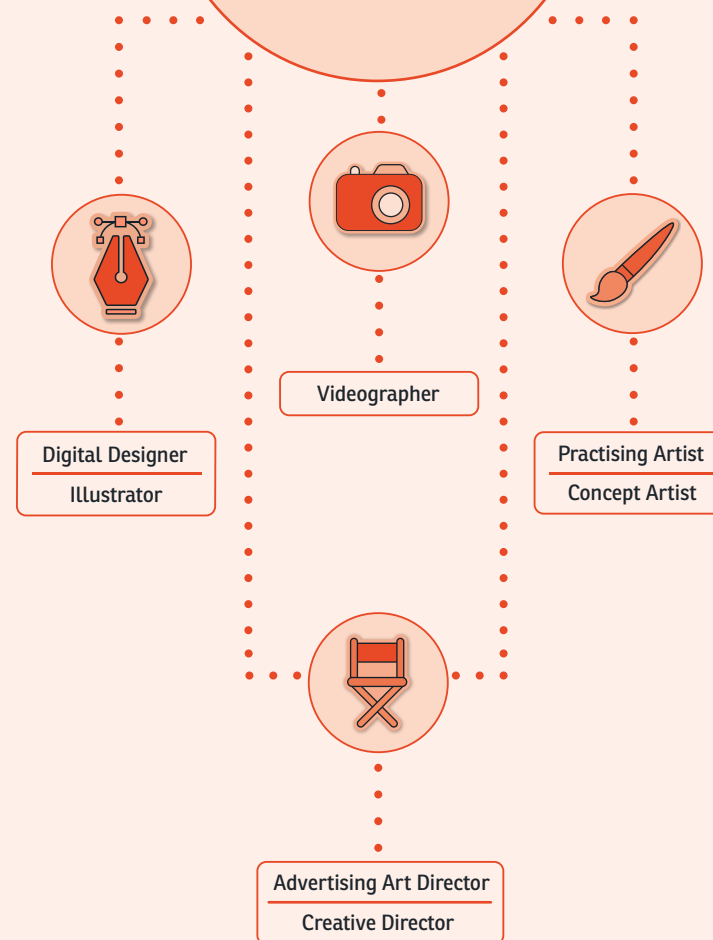 Videographer
Digital Designer
Illustrator
Practising Artist
Concept Artist
Advertising Art Director
Creative Director